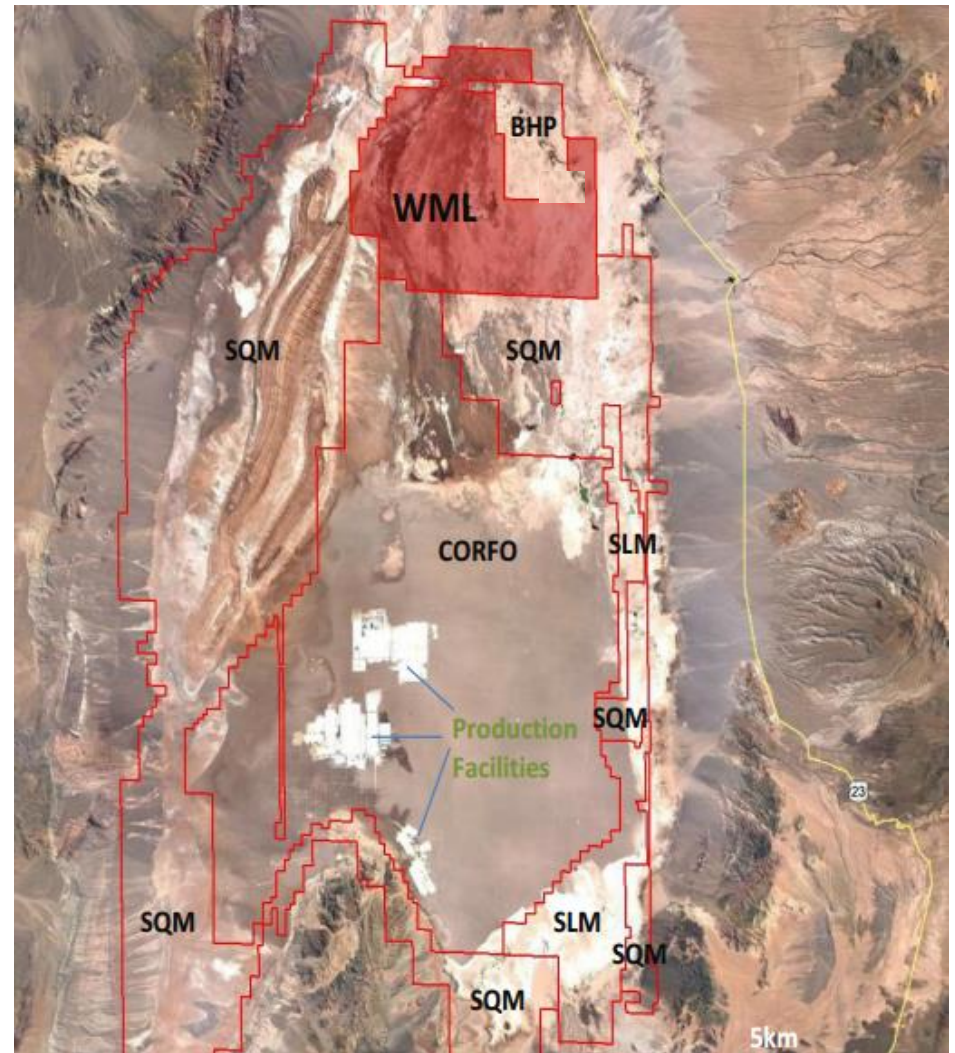 BHP
WML
SQM
SQM
CORFO
SLM
SQM
Production
Facilities
23
SQM
SLM
SQM
SQM
5km